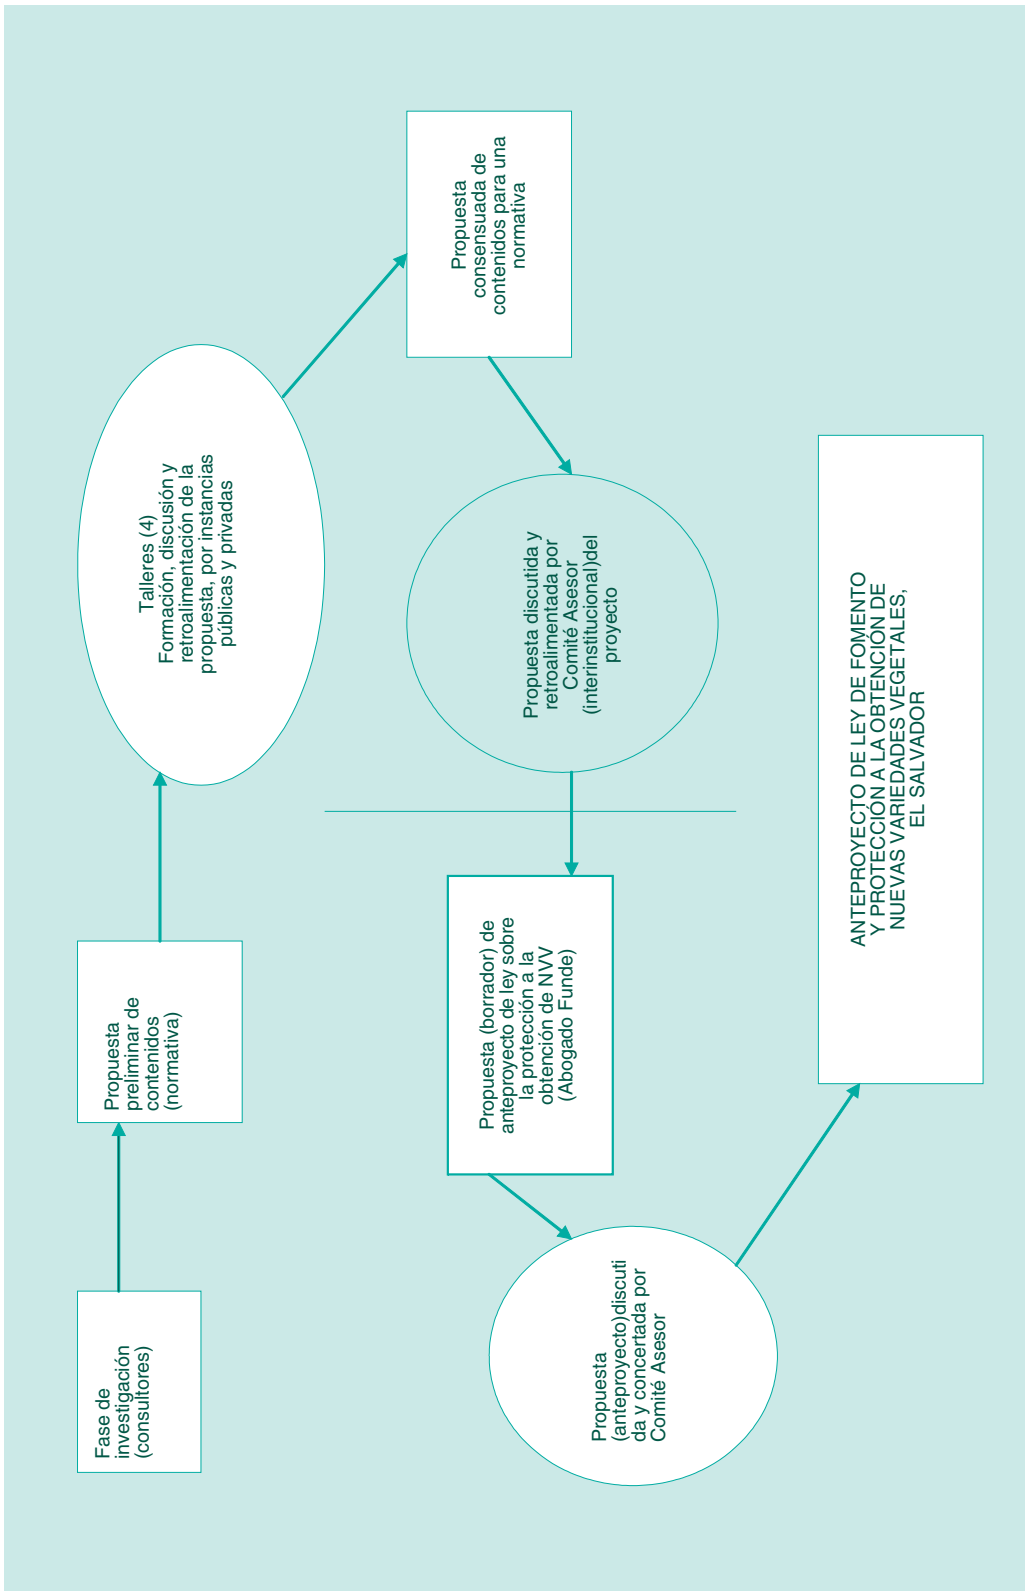 Fase de
investigación
(consultores)
Propuesta
preliminar de
contenidos
(normativa)
Talleres (4)
Formación, discusión y
retroalimentación de la
propuesta, por instancias
públicas y privadas
Propuesta
consensuada de
contenidos para una
normativa
Propuesta discutida y
retroalimentada por
Comité Asesor
(interinstitucional)del
proyecto
Propuesta (borrador) de
anteproyecto de ley sobre
la protección a la
obtención de NVV
(Abogado Funde)
Propuesta
(anteproyecto)discuti
da y concertada por
Comité Asesor
ANTEPROYECTO DE LEY DE FOMENTO
Y PROTECCIÓN A LA OBTENCIÓN DE
NUEVAS VARIEDADES VEGETALES,
EL SALVADOR